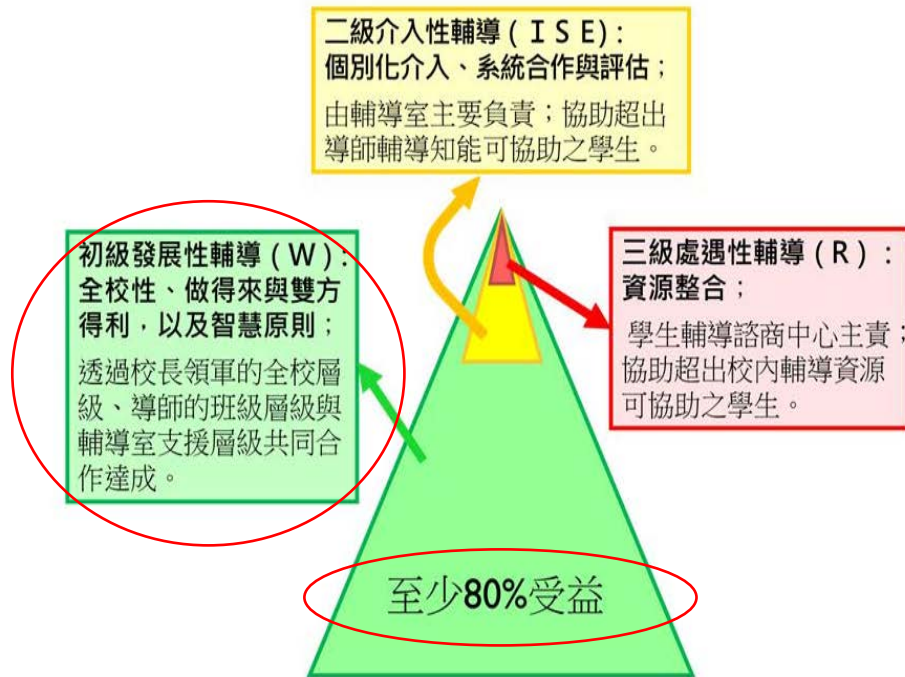 二級介入性輔導(ＩＳＥ):
個別化介入、系統合作與評估；
由輔導室主要負責；協助超出
導師輔導知能可協助之學生。
初級發展性輔導(W):
全校性、做得來與雙方
得利，以及智慧原則；
透過校長領軍的全校層
級、導師的班級層級與
輔導室支援層級共同合
作達成。
三級處遇性輔導(R)：
資源整合；
學生輔導諮商中心主責；
協助超出校內輔導資源
可協助之學生。
至少80%受益